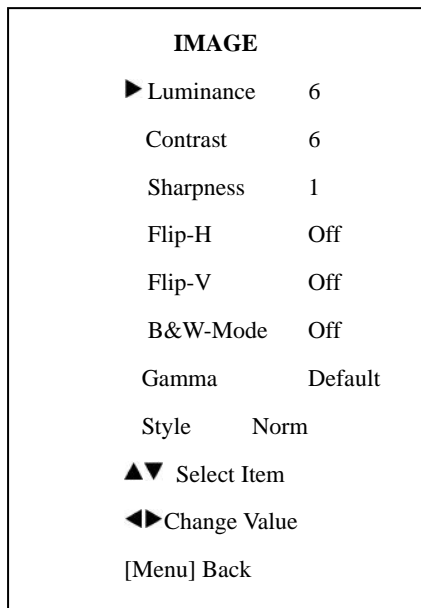 IMAGE
▶ Luminance 6
Contrast 6
Sharpness 1
Flip-H Off
Flip-V Off
B&W-Mode Off
Gamma Default
Style Norm
▲▼ Select Item
◀▶Change Value
[Menu] Back